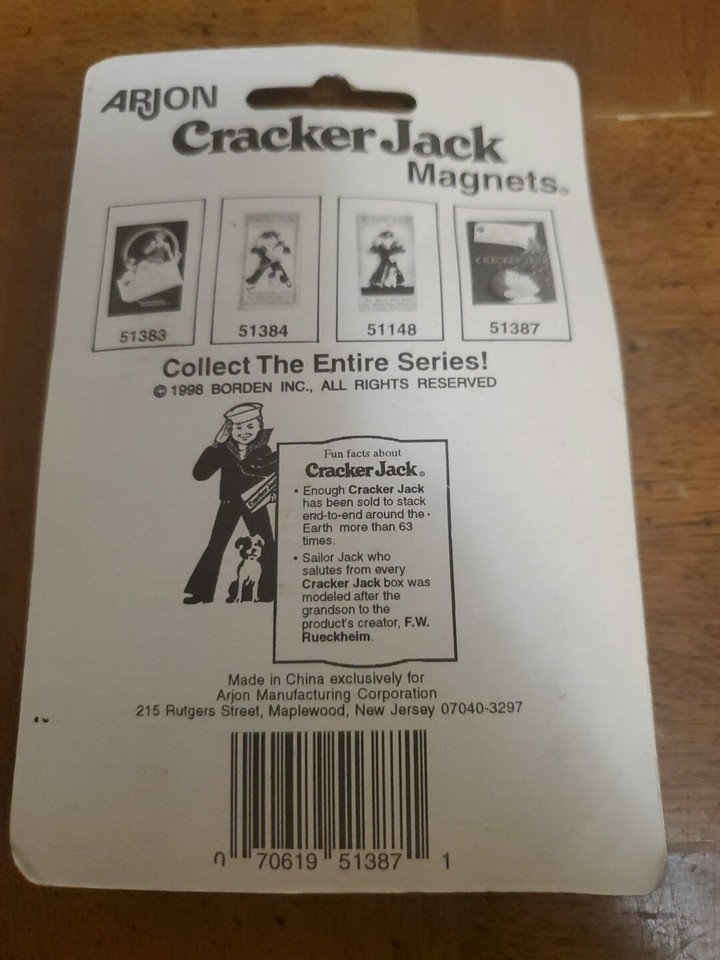 ARJON
Cracker Jack
Magnets®
CRACKER JACK
51383
51384
51148
51387
Collect The Entire Series!
© 1998 BORDEN INC., ALL RIGHTS RESERVED
Fun facts about
Cracker Jack®
• Enough Cracker Jack
has been sold to stack
end-to-end around the
Earth more than 63
times.
• Sailor Jack who
salutes from every
Cracker Jack box was
modeled after the
grandson to the
product's creator, F.W.
Rueckheim.
Made in China exclusively for
Arjon Manufacturing Corporation
215 Rutgers Street, Maplewood, New Jersey 07040-3297
0 70619 51387 1